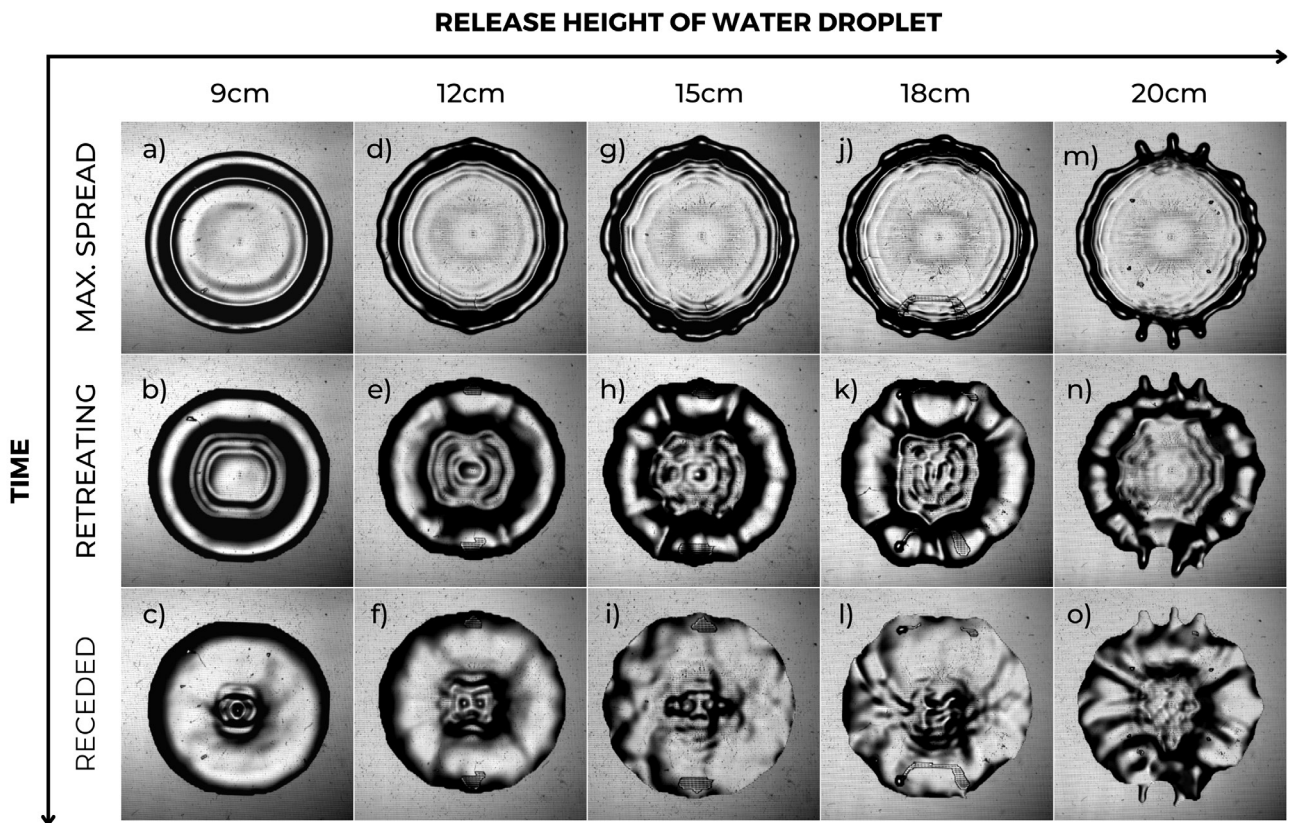 RELEASE HEIGHT OF WATER DROPLET
9cm 12cm 15cm 18cm 20cm
TIME
MAX. SPREAD
a) d) g) j) m)
RETREATING
b) e) h) k) n)
RECEDED
c) f) i) l) o)